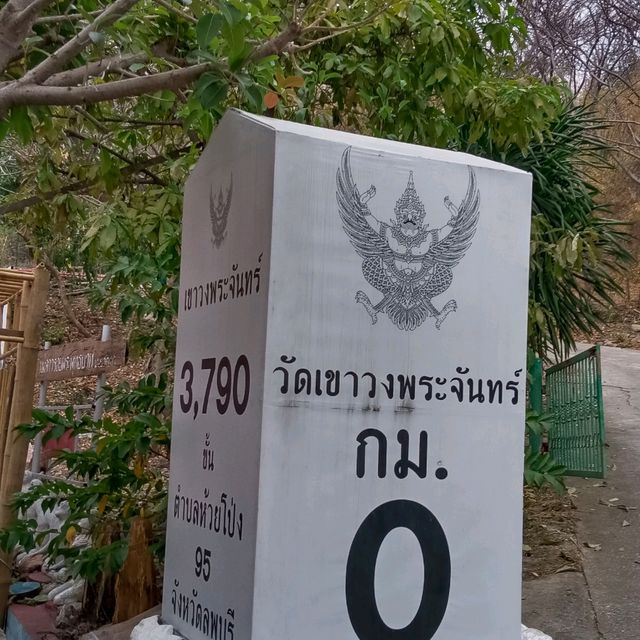 เขาวงพระจันทร์
3,790
ขั้น
ตำบลห้วยโป่ง
95
จังหวัดลพบุรี
วัดเขาวงพระจันทร์
กม.
0